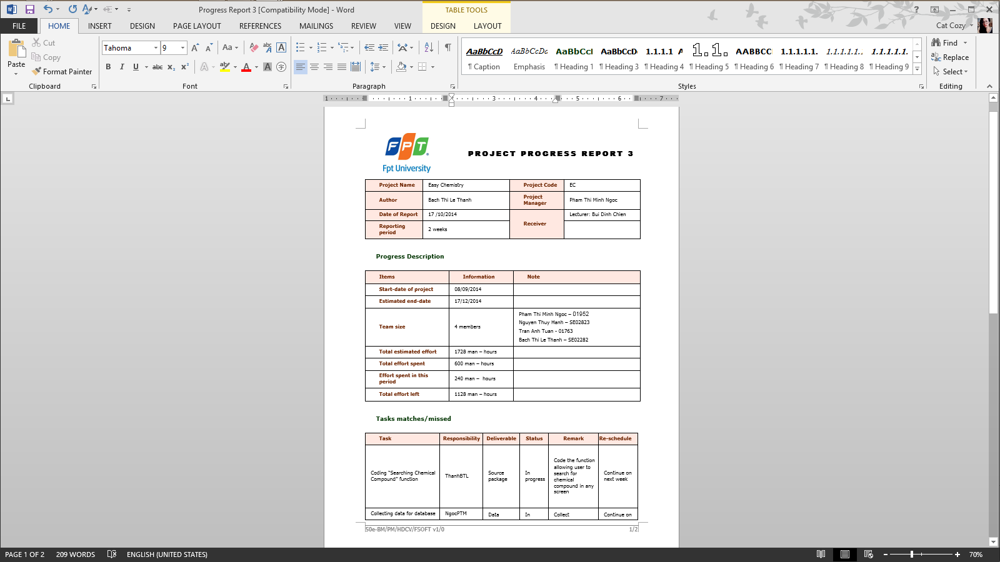 Progress Report 3 [Compatibility Mode] - Word
TABLE TOOLS
?
FILE HOME INSERT DESIGN PAGE LAYOUT REFERENCES MAILINGS REVIEW VIEW DESIGN LAYOUT
Cat Cozy
Paste
Cut
Copy
Format Painter
Clipboard
Tahoma 9
Font
Paragraph
AaBbCcD AaBbCcDc AaBbCcI AaBbCcDc 1.1.1.1 A 1.1. AABBCC 1.1.1.1.1. 1.1.1.1.1.. 1.1.1.1.1.
¶ Caption Emphasis ¶ Heading 1 ¶ Heading 3 ¶ Heading 4 ¶ Heading 5 ¶ Heading 6 ¶ Heading 7 ¶ Heading 8 ¶ Heading 9
Styles
Find
Replace
Select
Editing
1 1 3 4 5 6 7
FPT
Fpt University
PROJECT PROGRESS REPORT 3
Project Name Easy Chemistry Project Code EC
Author Bach Thi Le Thanh Project Manager Pham Thi Minh Ngoc
Date of Report 17 /10/2014 Receiver Lecturer: Bui Dinh Chien
Reporting period 2 weeks
Progress Description
Items Information Note
Start-date of project 08/09/2014
Estimated end-date 17/12/2014
Team size 4 members
Pham Thi Minh Ngoc – 01952
Nguyen Thuy Hanh – SE02823
Tran Anh Tuan - 01763
Bach Thi Le Thanh – SE02282
Total estimated effort 1728 man – hours
Total effort spent 600 man – hours
Effort spent in this period 240 man –  hours
Total effort left 1128 man – hours
Tasks matches/missed
Task Responsibility Deliverable Status Remark Re-schedule
Coding “Searching Chemical Compound” function
ThanhBTL
Source package
In progress
Code the function allowing user to search for chemical compound in any screen
Continue on next week
Collecting data for database NgocPTM Data In Collect Continue on
50e-BM/PM/HDCV/FSOFT v1/0 1/2
PAGE 1 OF 2 209 WORDS ENGLISH (UNITED STATES) 70%